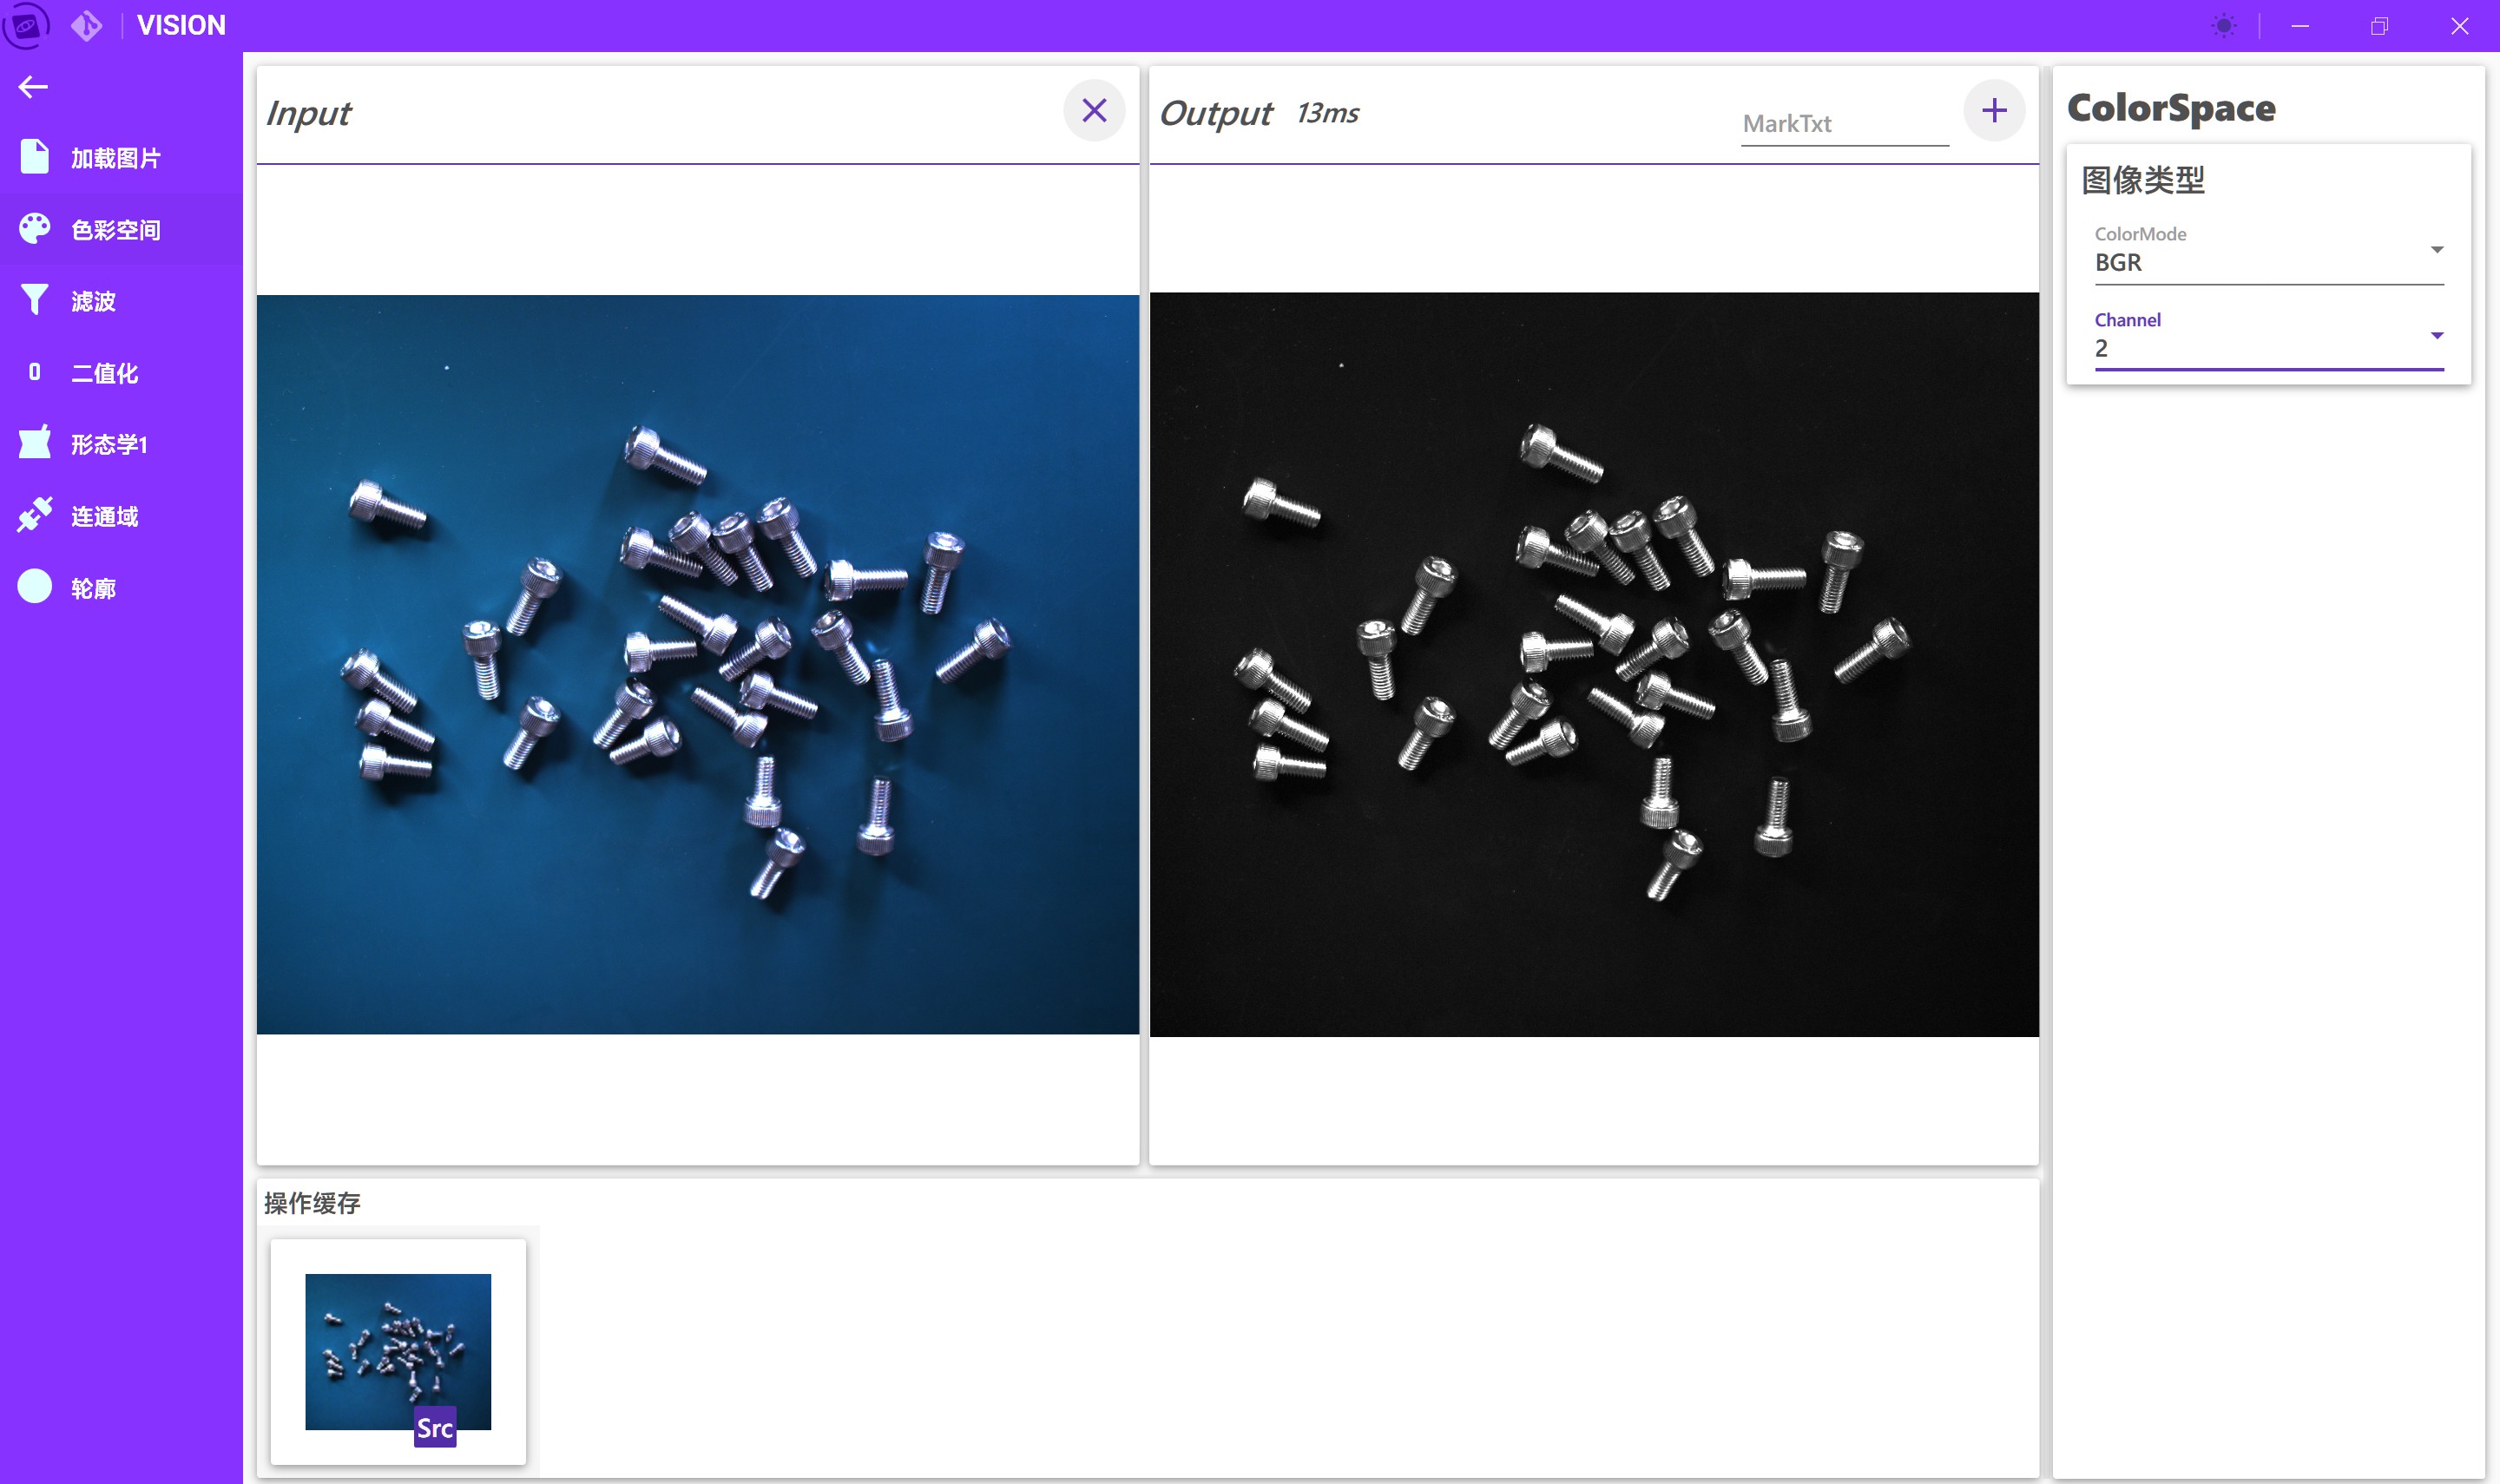 VISION
加载图片
色彩空间
滤波
0 二值化
形态学1
连通域
轮廓
Input
Output 13ms
MarkTxt
ColorSpace
图像类型
ColorMode
BGR
Channel
2
操作缓存
Src